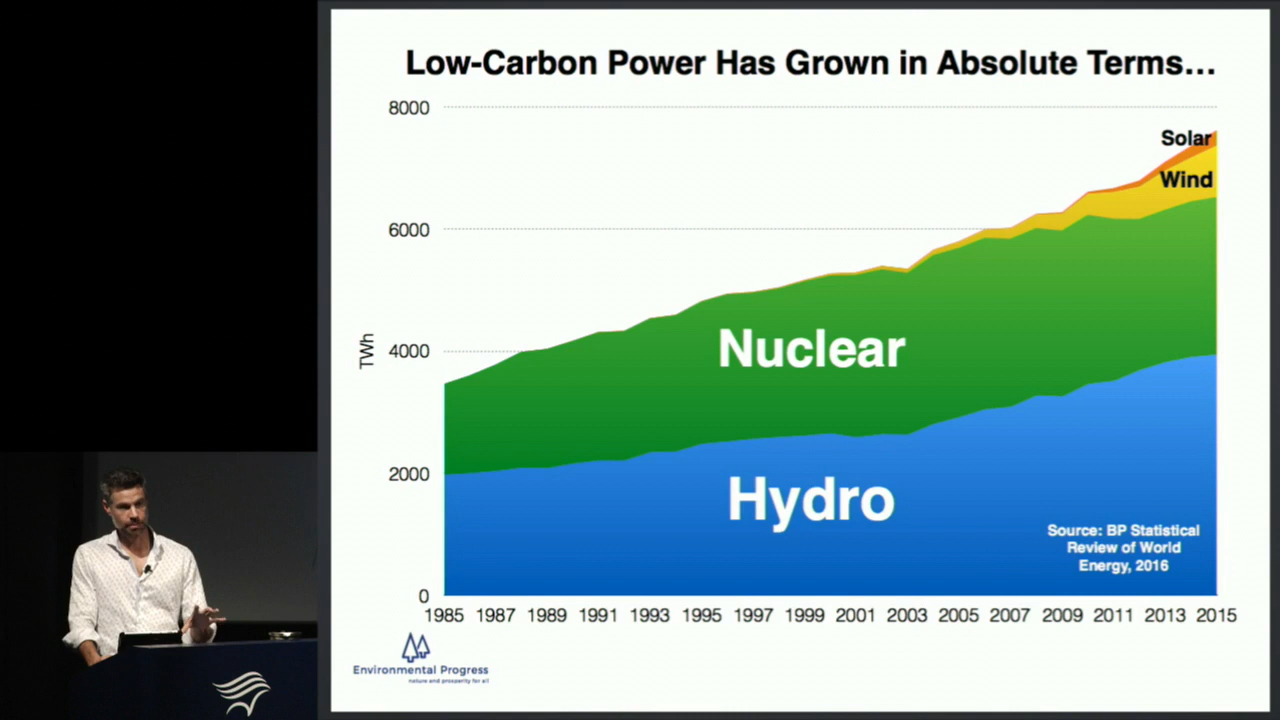 Low-Carbon Power Has Grown in Absolute Terms...
8000
6000
4000
2000
0
TWh
Solar
Wind
Nuclear
Hydro
Source: BP Statistical
Review of World
Energy, 2016
1985 1987 1989 1991 1993 1995 1997 1999 2001 2003 2005 2007 2009 2011 2013 2015
Environmental Progress
nature and prosperity for all